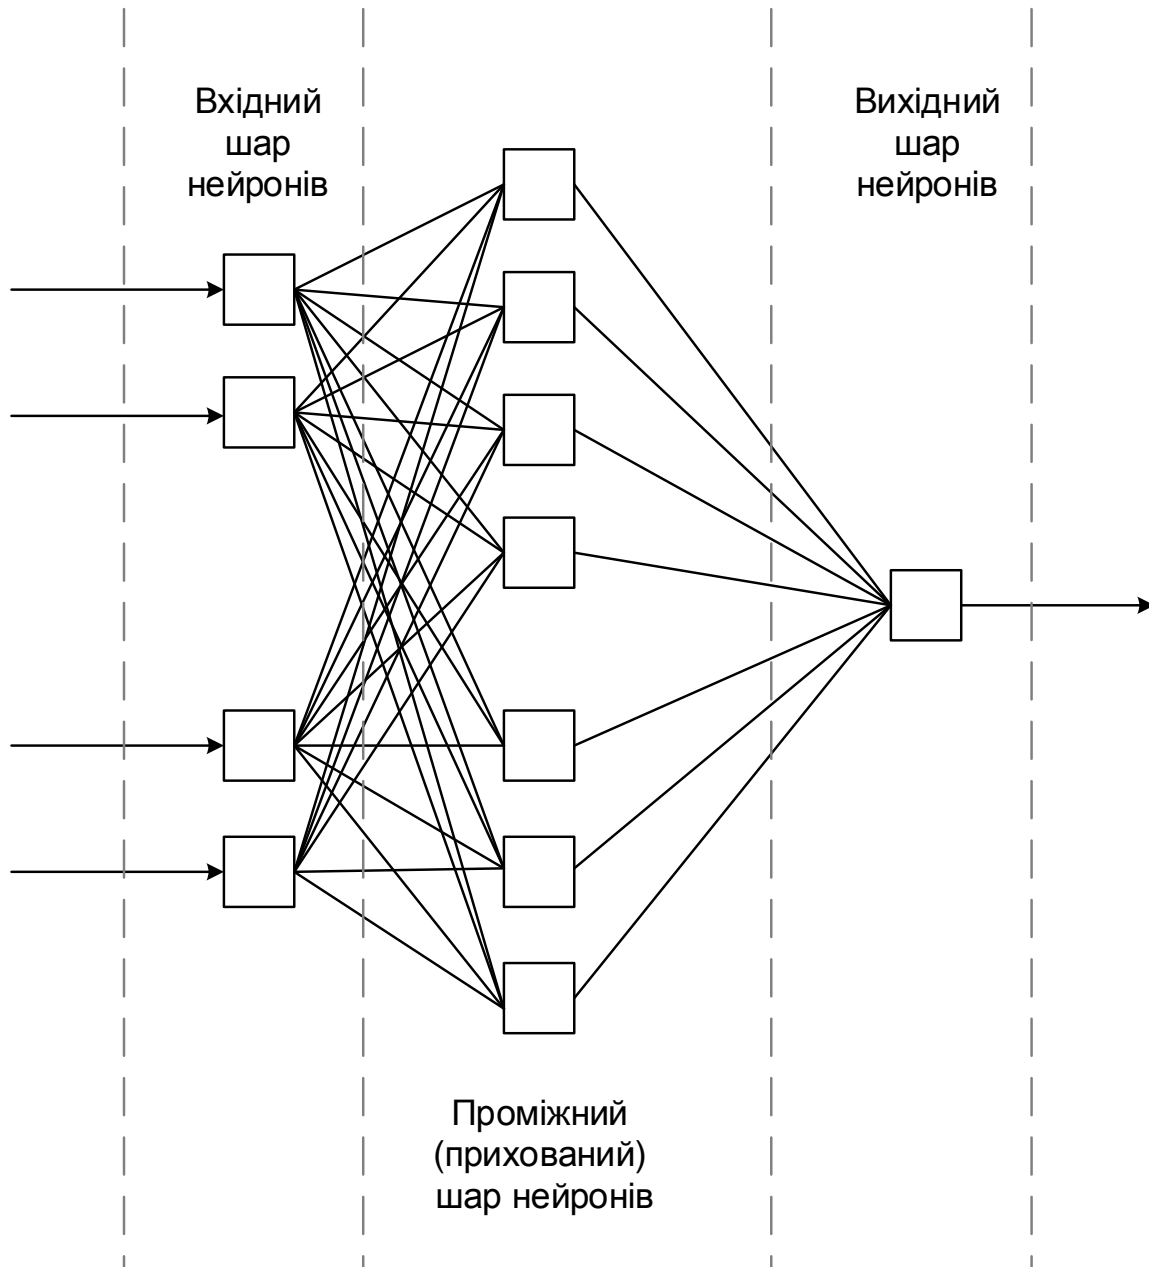 Вхідний
шар
нейронів
Вихідний
шар
нейронів
Проміжний
(прихований)
шар нейронів